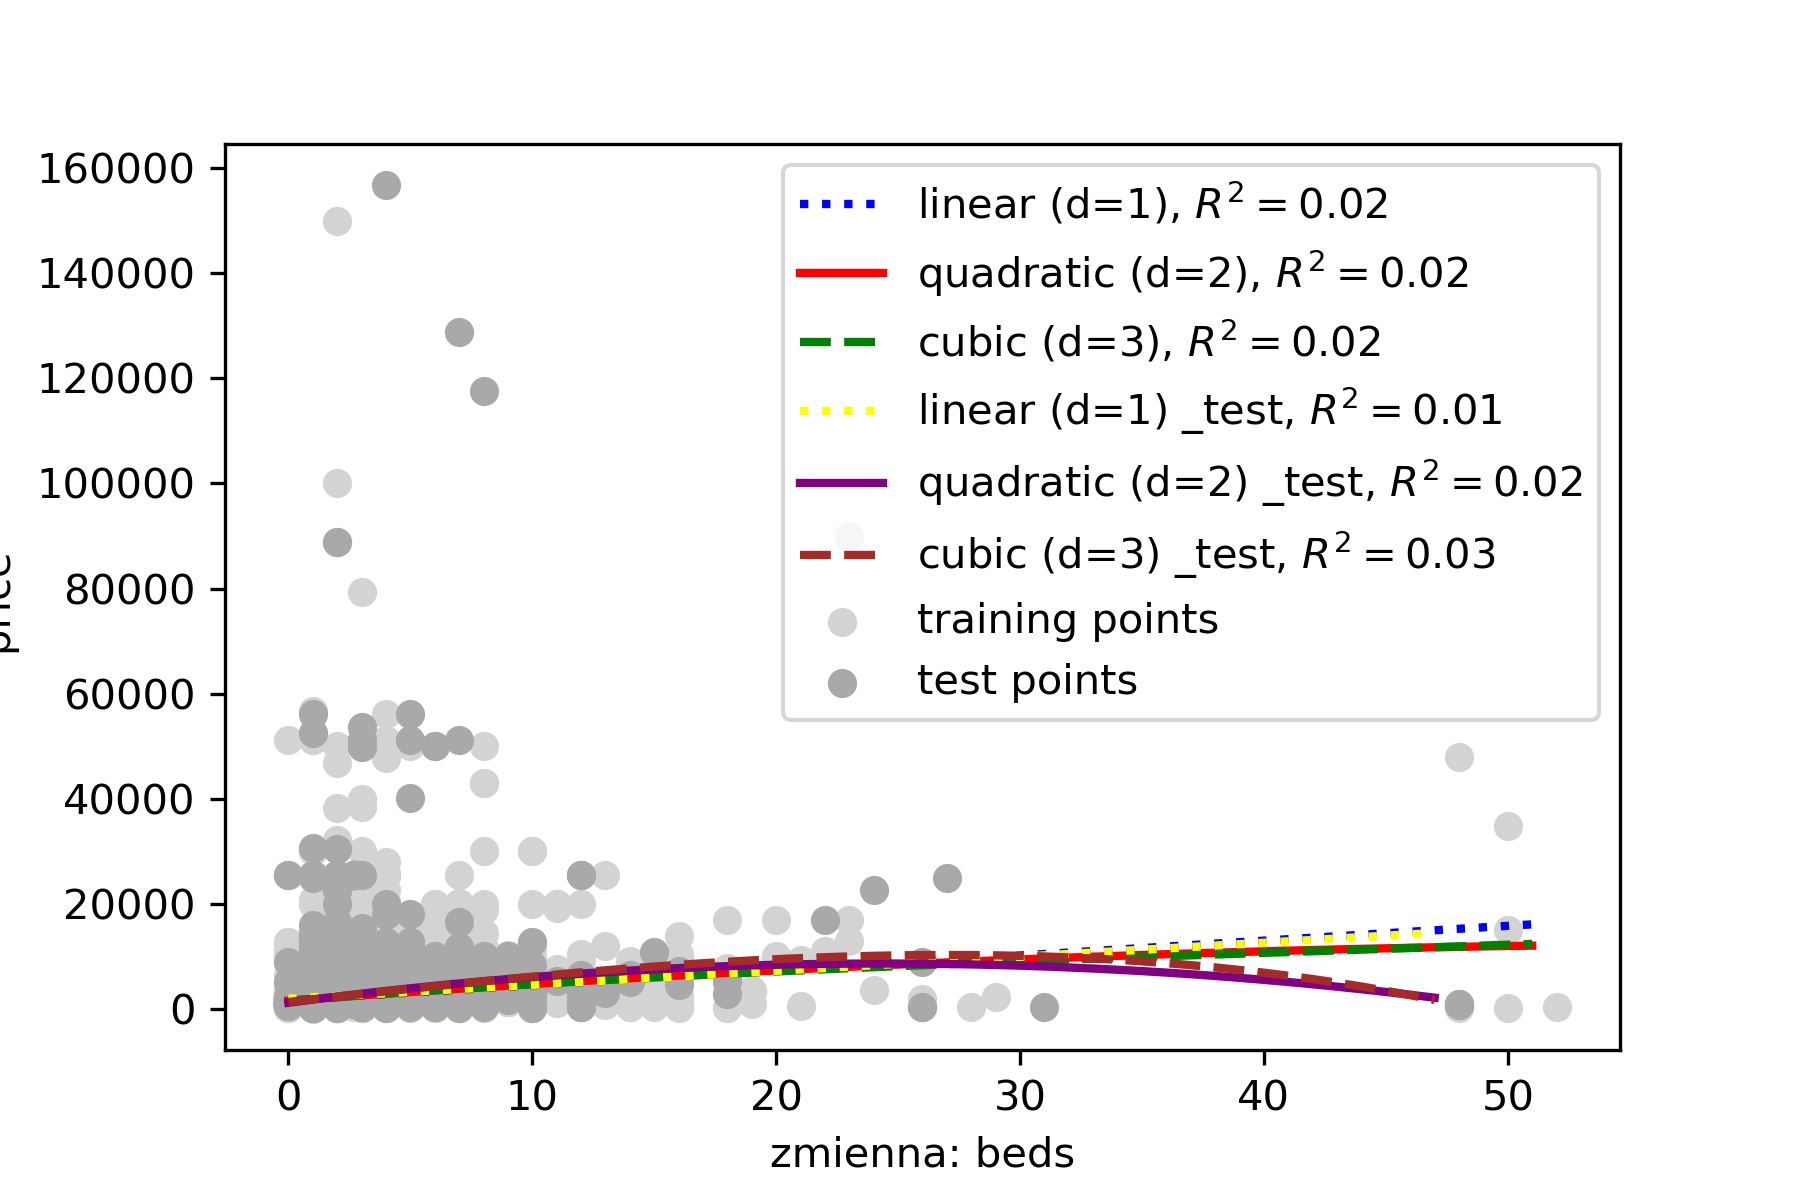 160000
140000
120000
100000
80000
60000
40000
20000
0
price
linear (d=1), R² = 0.02
quadratic (d=2), R² = 0.02
cubic (d=3), R² = 0.02
linear (d=1) _test, R² = 0.01
quadratic (d=2) _test, R² = 0.02
cubic (d=3) _test, R² = 0.03
training points
test points
0 10 20 30 40 50
zmienna: beds